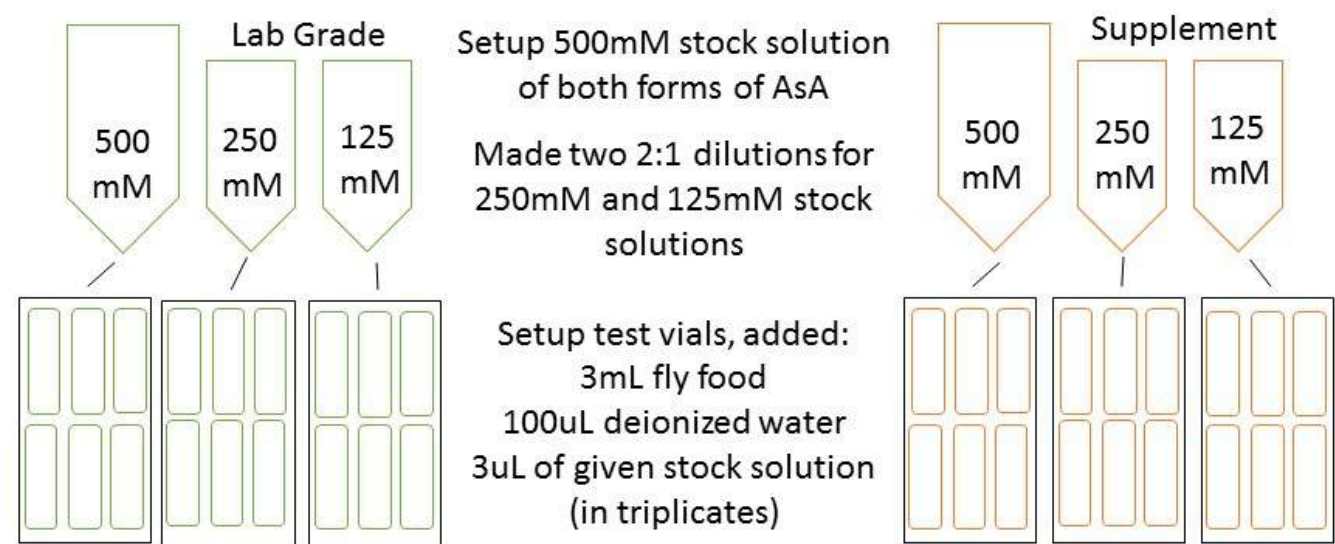 Lab Grade
500
mM
250
mM
125
mM
Setup 500mM stock solution
of both forms of AsA
Made two 2:1 dilutions for
250mM and 125mM stock
solutions
Setup test vials, added:
3mL fly food
100uL deionized water
3uL of given stock solution
(in triplicates)
Supplement
500
mM
250
mM
125
mM